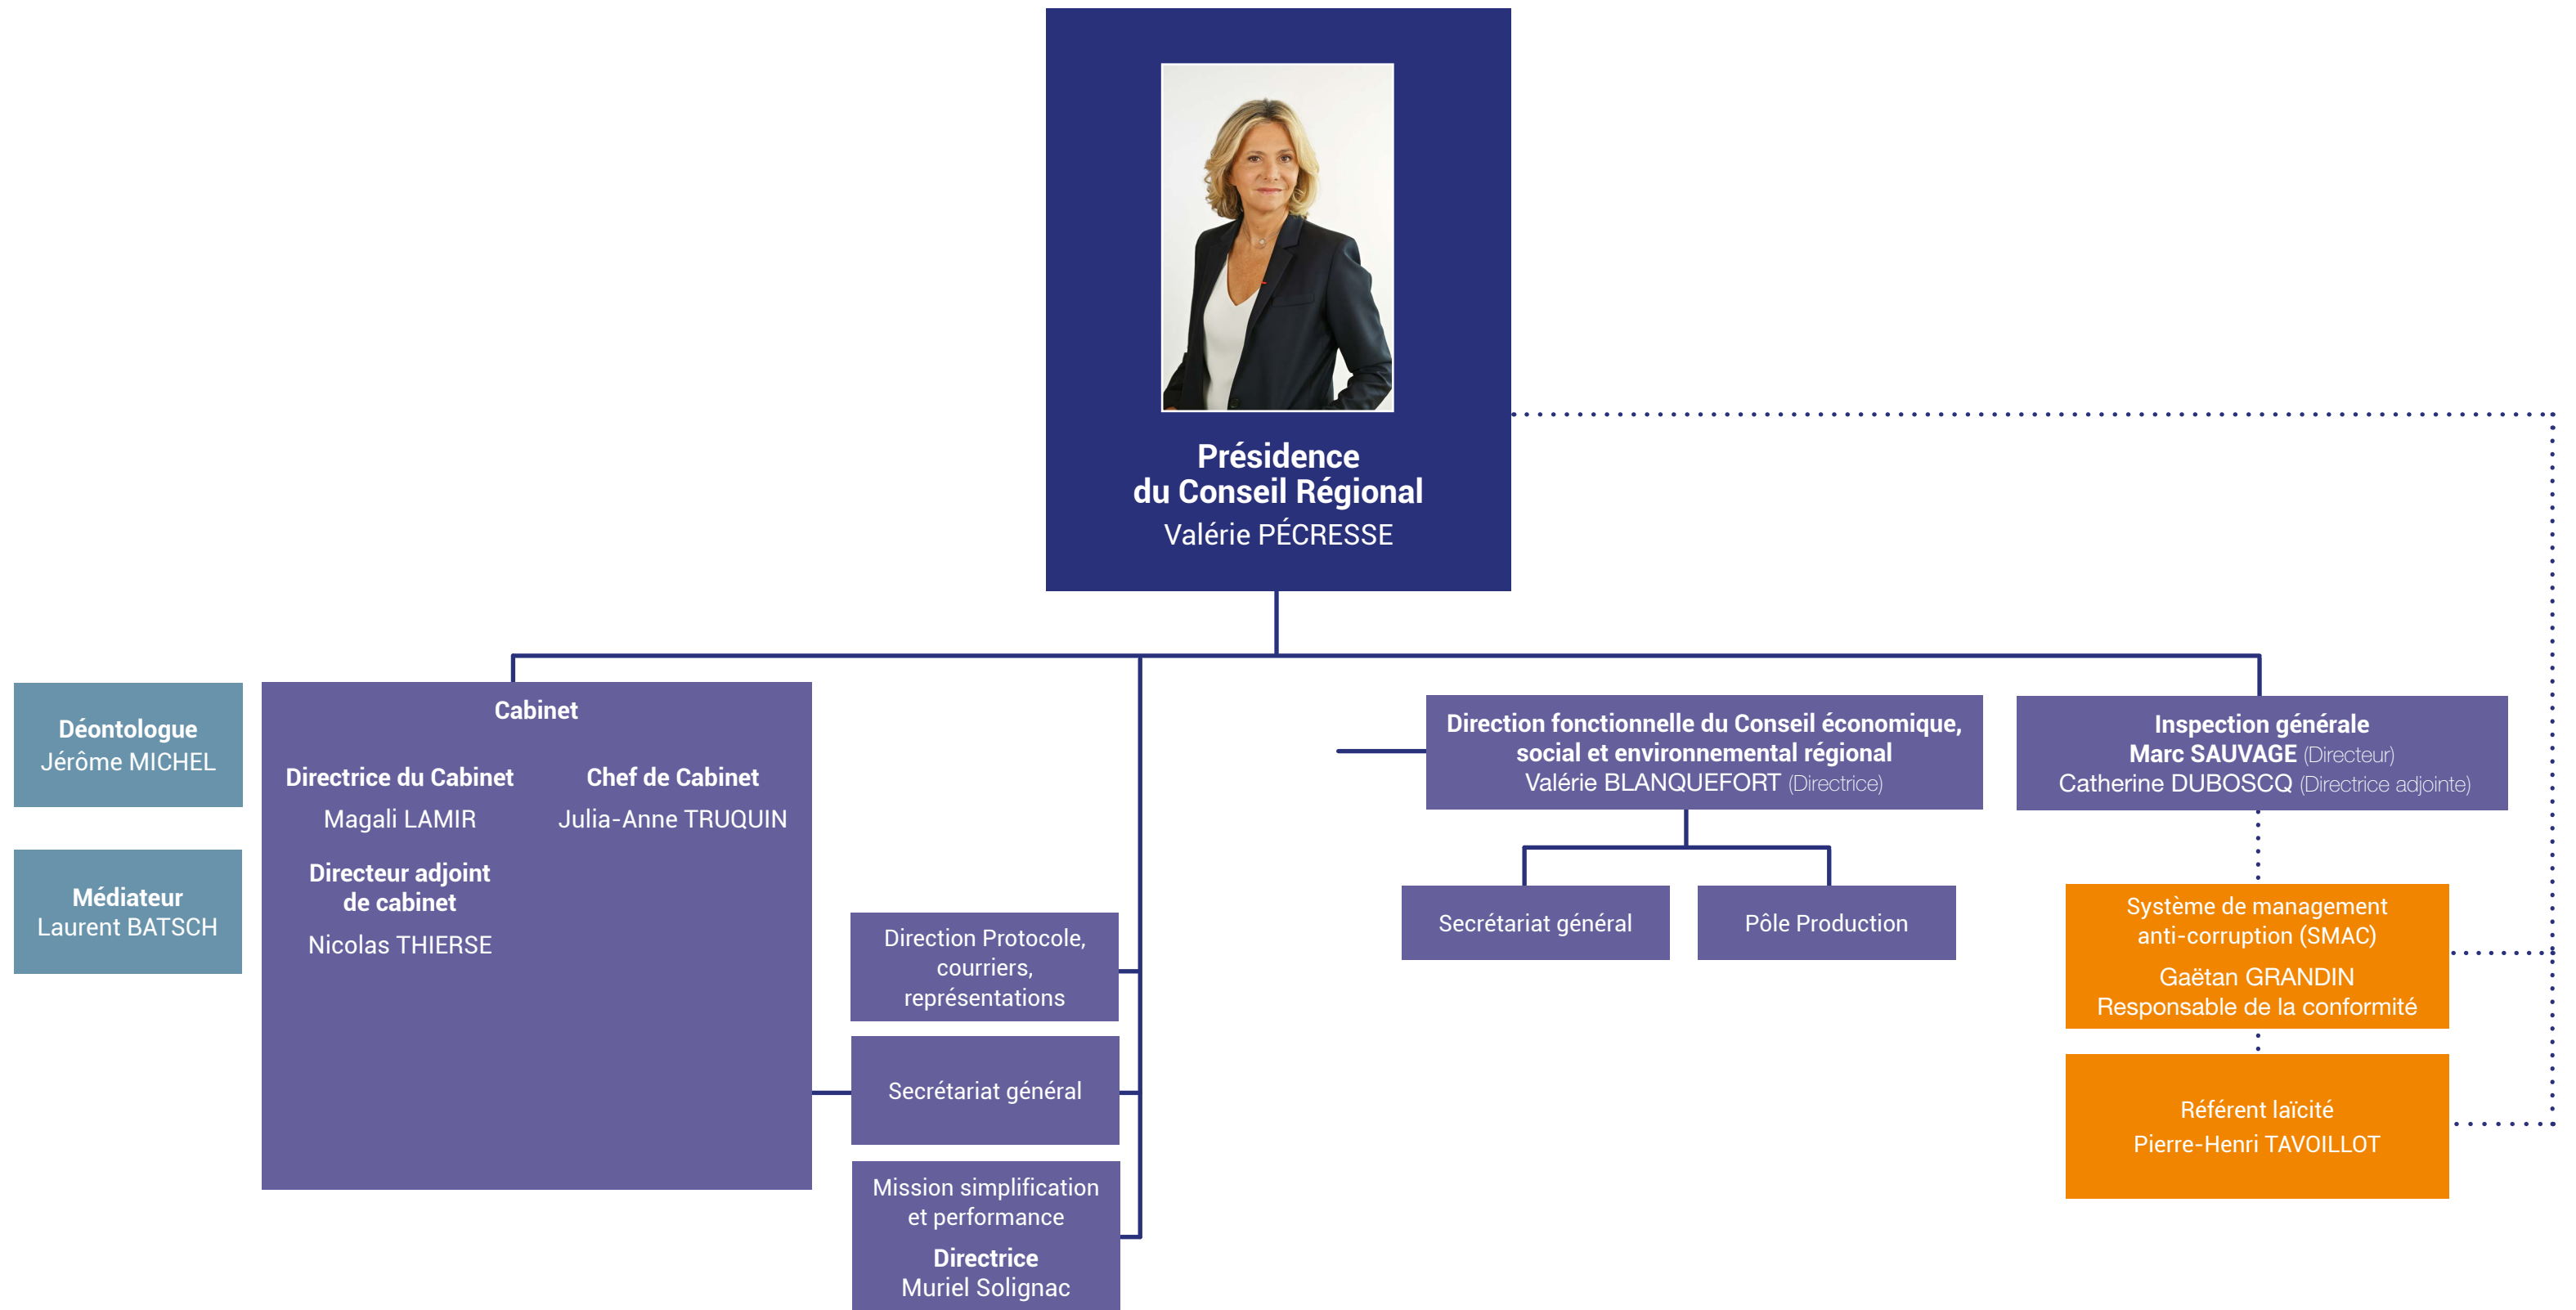 Présidence
du Conseil Régional
Valérie PÉCRESSE
Déontologue
Jérôme MICHEL
Médiateur
Laurent BATSCH
Cabinet
Directrice du Cabinet
Magali LAMIR
Chef de Cabinet
Julia-Anne TRUQUIN
Directeur adjoint
de cabinet
Nicolas THIERSE
Direction Protocole,
courriers,
représentations
Secrétariat général
Mission simplification
et performance
Directrice
Muriel Solignac
Direction fonctionnelle du Conseil économique,
social et environnemental régional
Valérie BLANQUEFORT (Directrice)
Secrétariat général
Pôle Production
Inspection générale
Marc SAUVAGE (Directeur)
Catherine DUBOSCQ (Directrice adjointe)
Système de management
anti-corruption (SMAC)
Gaëtan GRANDIN
Responsable de la conformité
Référent laïcité
Pierre-Henri TAVOILLOT